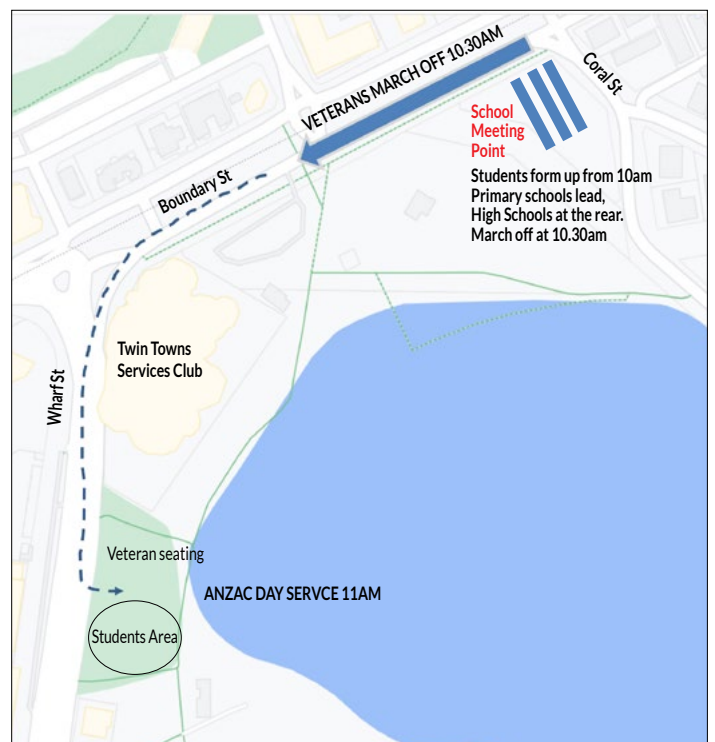 VETERANS MARCH OFF 10.30AM
Coral St
School
Meeting
Point
Students form up from 10am
Primary schools lead,
High Schools at the rear.
March off at 10.30am
Boundary St
Twin Towns
Services Club
Wharf St
Veteran seating
ANZAC DAY SERVCE 11AM
Students Area